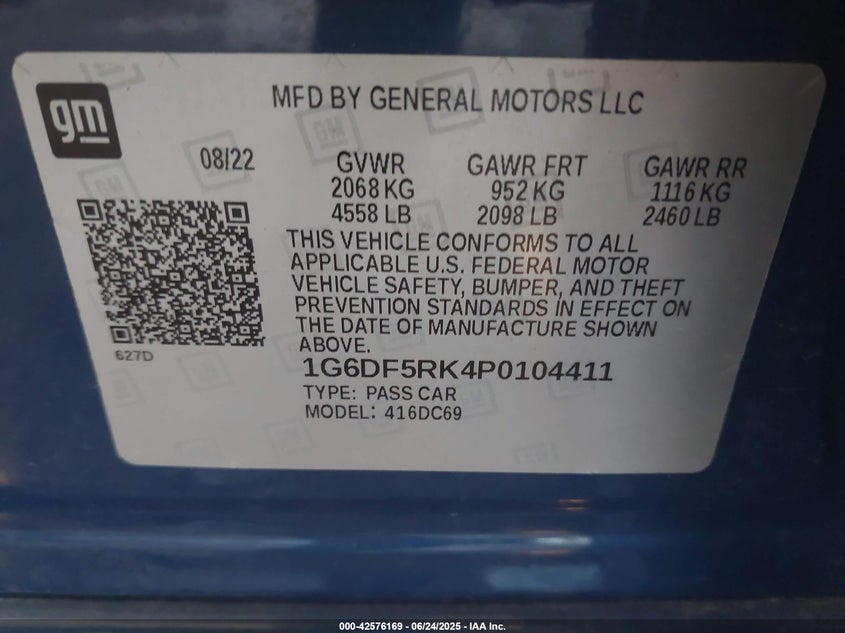 gm
MFD BY GENERAL MOTORS LLC
08/22
GVWR GAWR FRT GAWR RR
2068 KG 952 KG 1116 KG
4558 LB 2098 LB 2460 LB
THIS VEHICLE CONFORMS TO ALL
APPLICABLE U.S. FEDERAL MOTOR
VEHICLE SAFETY, BUMPER, AND THEFT
PREVENTION STANDARDS IN EFFECT ON
THE DATE OF MANUFACTURE SHOWN
ABOVE.
627D
1G6DF5RK4P0104411
TYPE: PASS CAR
MODEL: 416DC69
000-42576169 - 06/24/2025 - IAA Inc.